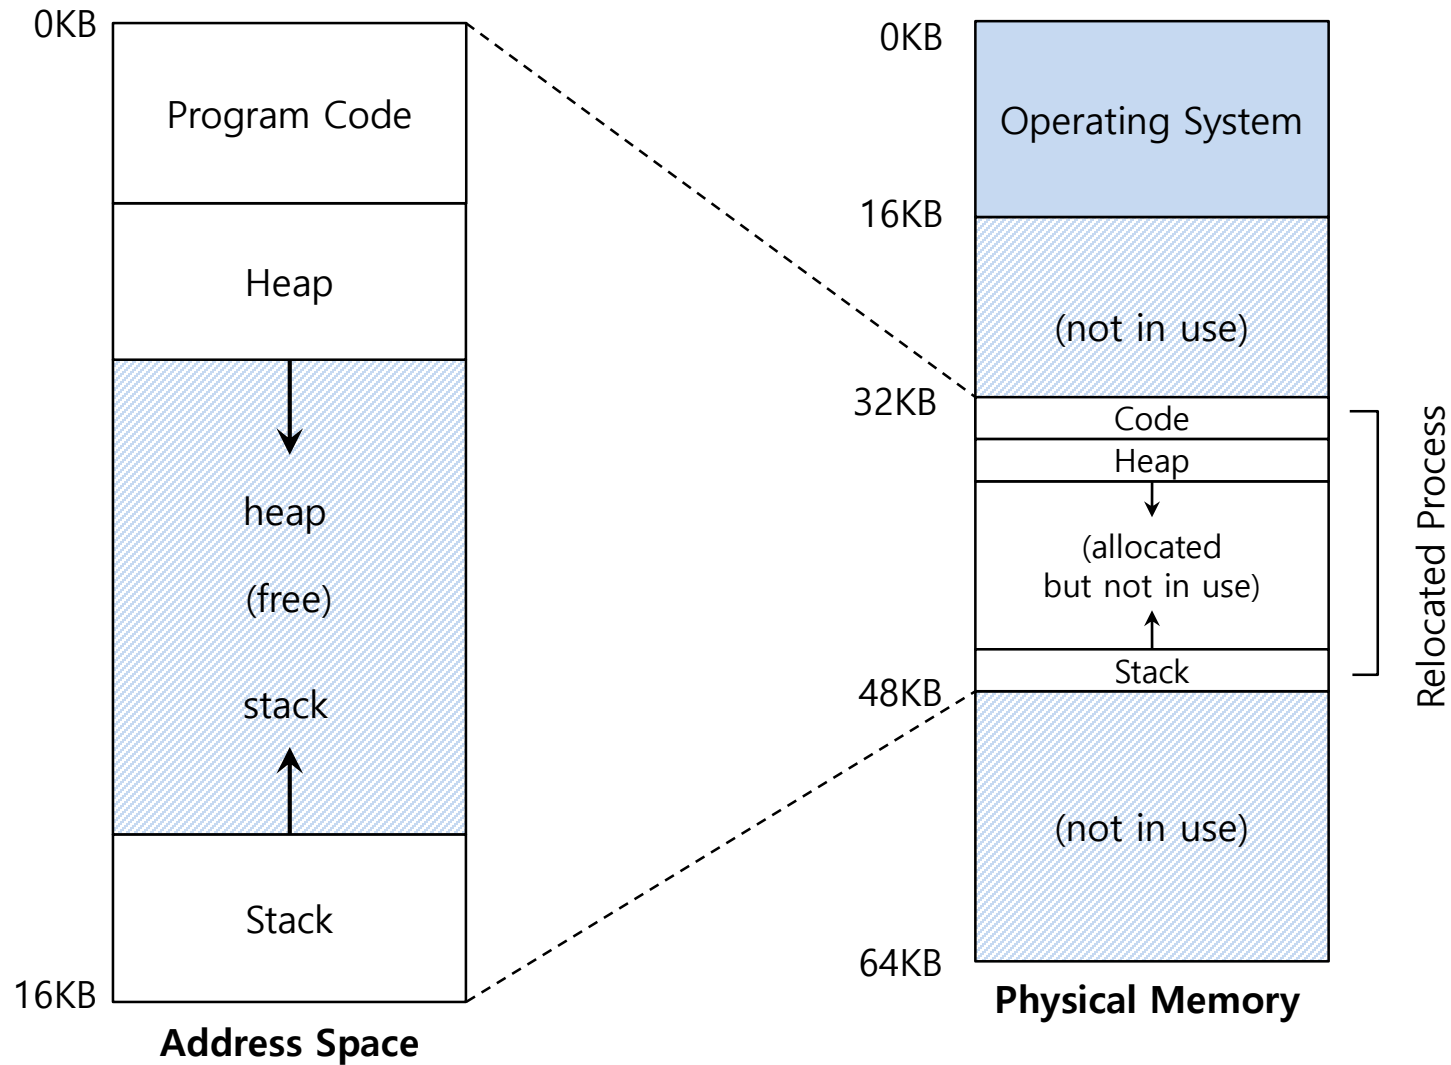 0KB
Program Code
Heap
heap
(free)
stack
Stack
16KB
Address Space
0KB
Operating System
16KB
(not in use)
32KB
Code
Heap
(allocated
but not in use)
Stack
48KB
(not in use)
64KB
Physical Memory
Relocated Process